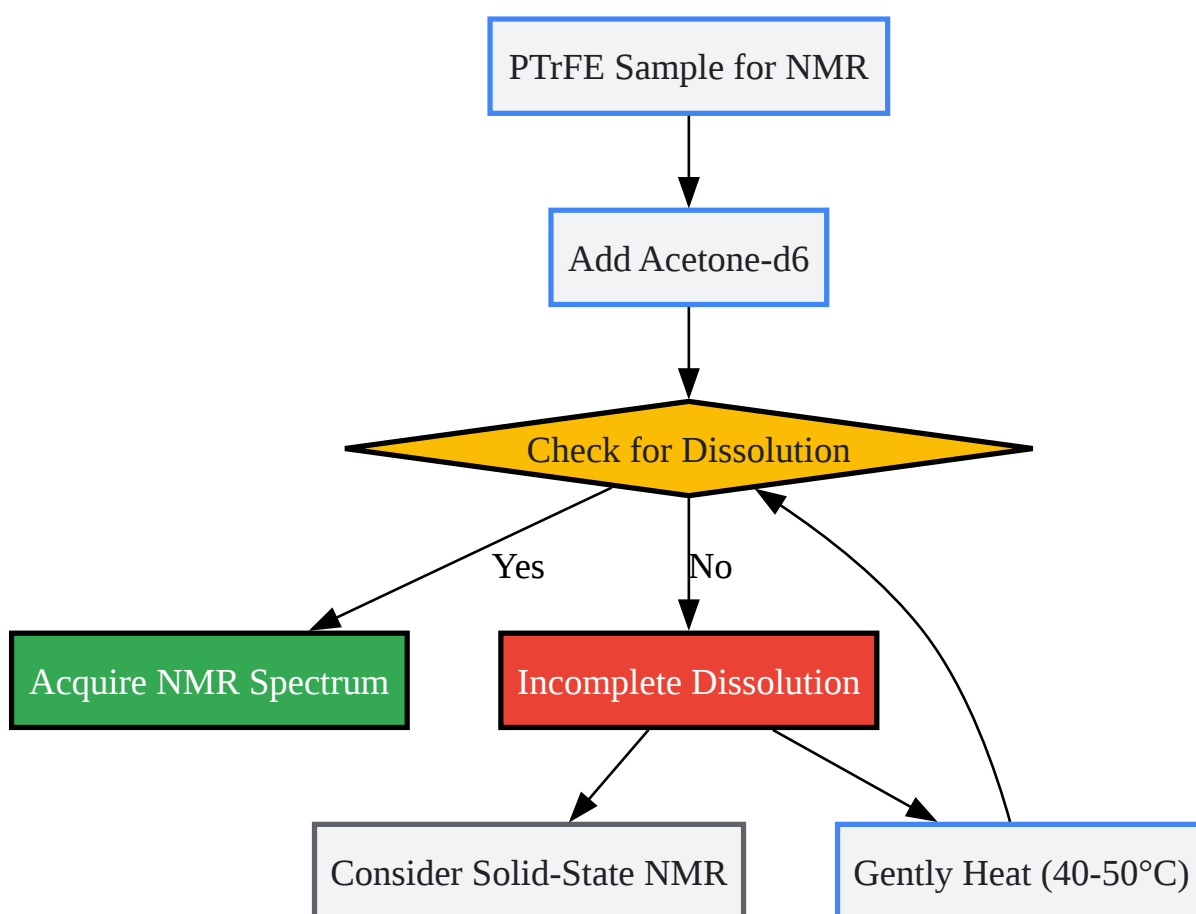 PTrFE Sample for NMR
Add Acetone-d6
Check for Dissolution
Yes
No
Acquire NMR Spectrum
Incomplete Dissolution
Consider Solid-State NMR
Gently Heat (40-50°C)